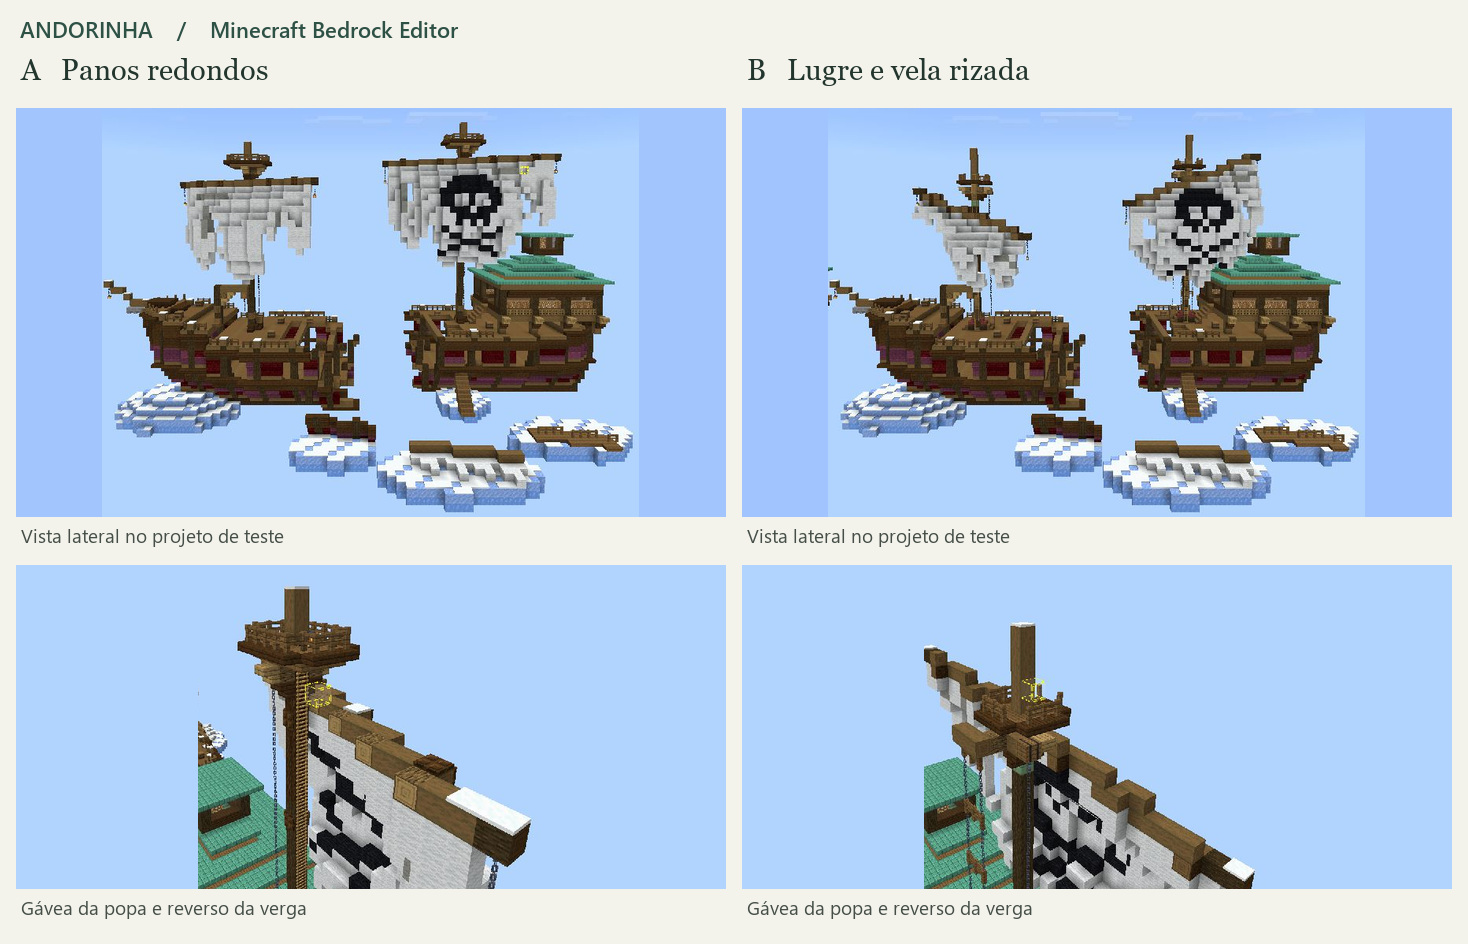 ANDORINHA / Minecraft Bedrock Editor
A Panos redondos
B Lugre e vela rizada
Vista lateral no projeto de teste
Vista lateral no projeto de teste
Gávea da popa e reverso da verga
Gávea da popa e reverso da verga